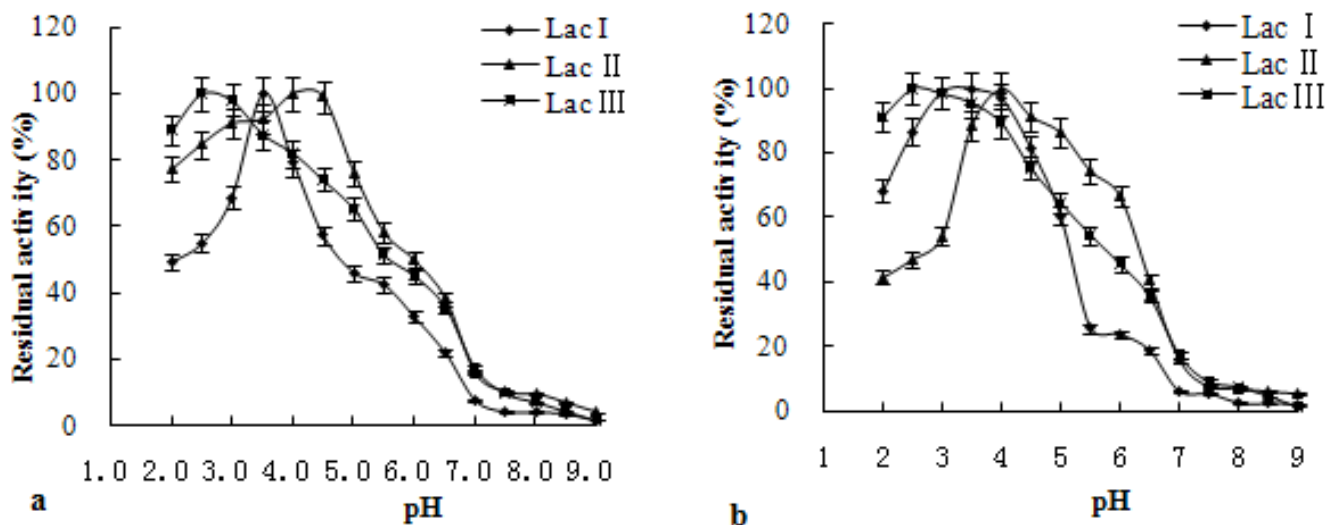 120
100
80
60
40
20
0
Residual activity (%)
Lac I
Lac II
Lac III
1.0 2.0 3.0 4.0 5.0 6.0 7.0 8.0 9.0
pH
a
120
100
80
60
40
20
0
Residual activity (%)
Lac I
Lac II
Lac III
1 2 3 4 5 6 7 8 9
pH
b